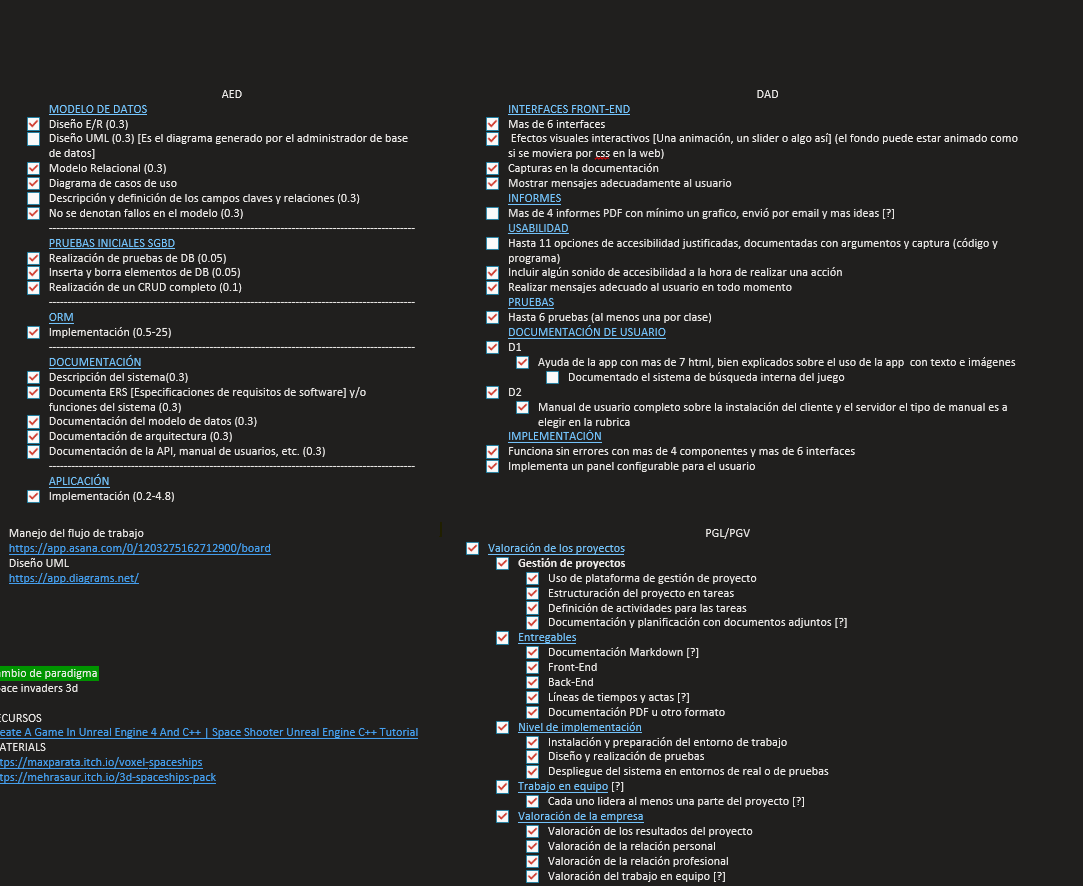 AED
MODELO DE DATOS
Diseño E/R (0.3)
Diseño UML (0.3) [Es el diagrama generado por el administrador de base
de datos]
Modelo Relacional (0.3)
Diagrama de casos de uso
Descripción y definición de los campos claves y relaciones (0.3)
No se denotan fallos en el modelo (0.3)
PRUEBAS INICIALES SGBD
Realización de pruebas de DB (0.05)
Inserta y borra elementos de DB (0.05)
Realización de un CRUD completo (0.1)
ORM
Implementación (0.5-25)
DOCUMENTACIÓN
Descripción del sistema(0.3)
Documenta ERS [Especificaciones de requisitos de software] y/o
funciones del sistema (0.3)
Documentación del modelo de datos (0.3)
Documentación de arquitectura (0.3)
Documentación de la API, manual de usuarios, etc. (0.3)
APLICACIÓN
Implementación (0.2-4.8)
DAD
INTERFACES FRONT-END
Mas de 6 interfaces
Efectos visuales interactivos [Una animación, un slider o algo así] (el fondo puede estar animado como
si se moviera por css en la web)
Capturas en la documentación
Mostrar mensajes adecuadamente al usuario
INFORMES
Mas de 4 informes PDF con mínimo un grafico, envió por email y mas ideas [?]
USABILIDAD
Hasta 11 opciones de accesibilidad justificadas, documentadas con argumentos y captura (código y
programa)
Incluir algún sonido de accesibilidad a la hora de realizar una acción
Realizar mensajes adecuado al usuario en todo momento
PRUEBAS
Hasta 6 pruebas (al menos una por clase)
DOCUMENTACIÓN DE USUARIO
D1
Ayuda de la app con mas de 7 html, bien explicados sobre el uso de la app con texto e imágenes
Documentado el sistema de búsqueda interna del juego
D2
Manual de usuario completo sobre la instalación del cliente y el servidor el tipo de manual es a
elegir en la rubrica
IMPLEMENTACIÓN
Funciona sin errores con mas de 4 componentes y mas de 6 interfaces
Implementa un panel configurable para el usuario
Manejo del flujo de trabajo
https://app.asana.com/0/1203275162712900/board
Diseño UML
https://app.diagrams.net/
mbio de paradigma
ace invaders 3d
ECURSOS
eate A Game In Unreal Engine 4 And C++ | Space Shooter Unreal Engine C++ Tutorial
ATERIALS
tps://maxparata.itch.io/voxel-spaceships
tps://mehrasaur.itch.io/3d-spaceships-pack
PGL/PGV
Valoración de los proyectos
Gestión de proyectos
Uso de plataforma de gestión de proyecto
Estructuración del proyecto en tareas
Definición de actividades para las tareas
Documentación y planificación con documentos adjuntos [?]
Entregables
Documentación Markdown [?]
Front-End
Back-End
Líneas de tiempos y actas [?]
Documentación PDF u otro formato
Nivel de implementación
Instalación y preparación del entorno de trabajo
Diseño y realización de pruebas
Despliegue del sistema en entornos de real o de pruebas
Trabajo en equipo [?]
Cada uno lidera al menos una parte del proyecto [?]
Valoración de la empresa
Valoración de los resultados del proyecto
Valoración de la relación personal
Valoración de la relación profesional
Valoración del trabajo en equipo [?]